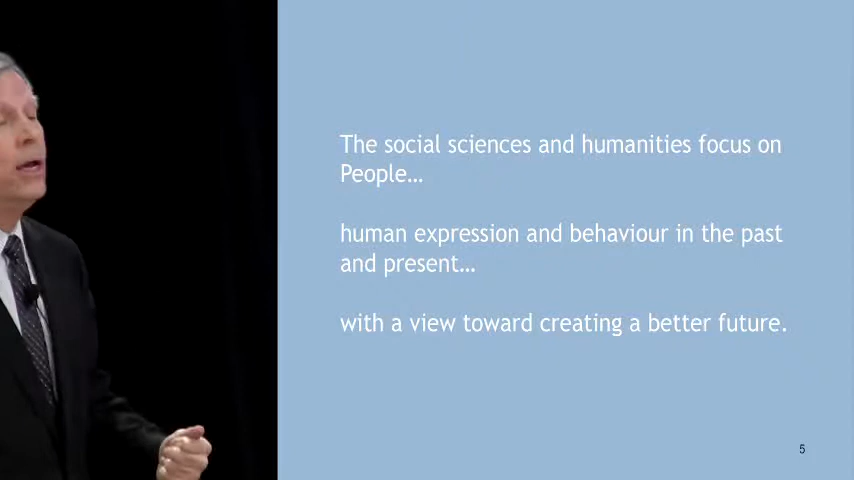 The social sciences and humanities focus on
People…
human expression and behaviour in the past
and present…
with a view toward creating a better future.
5